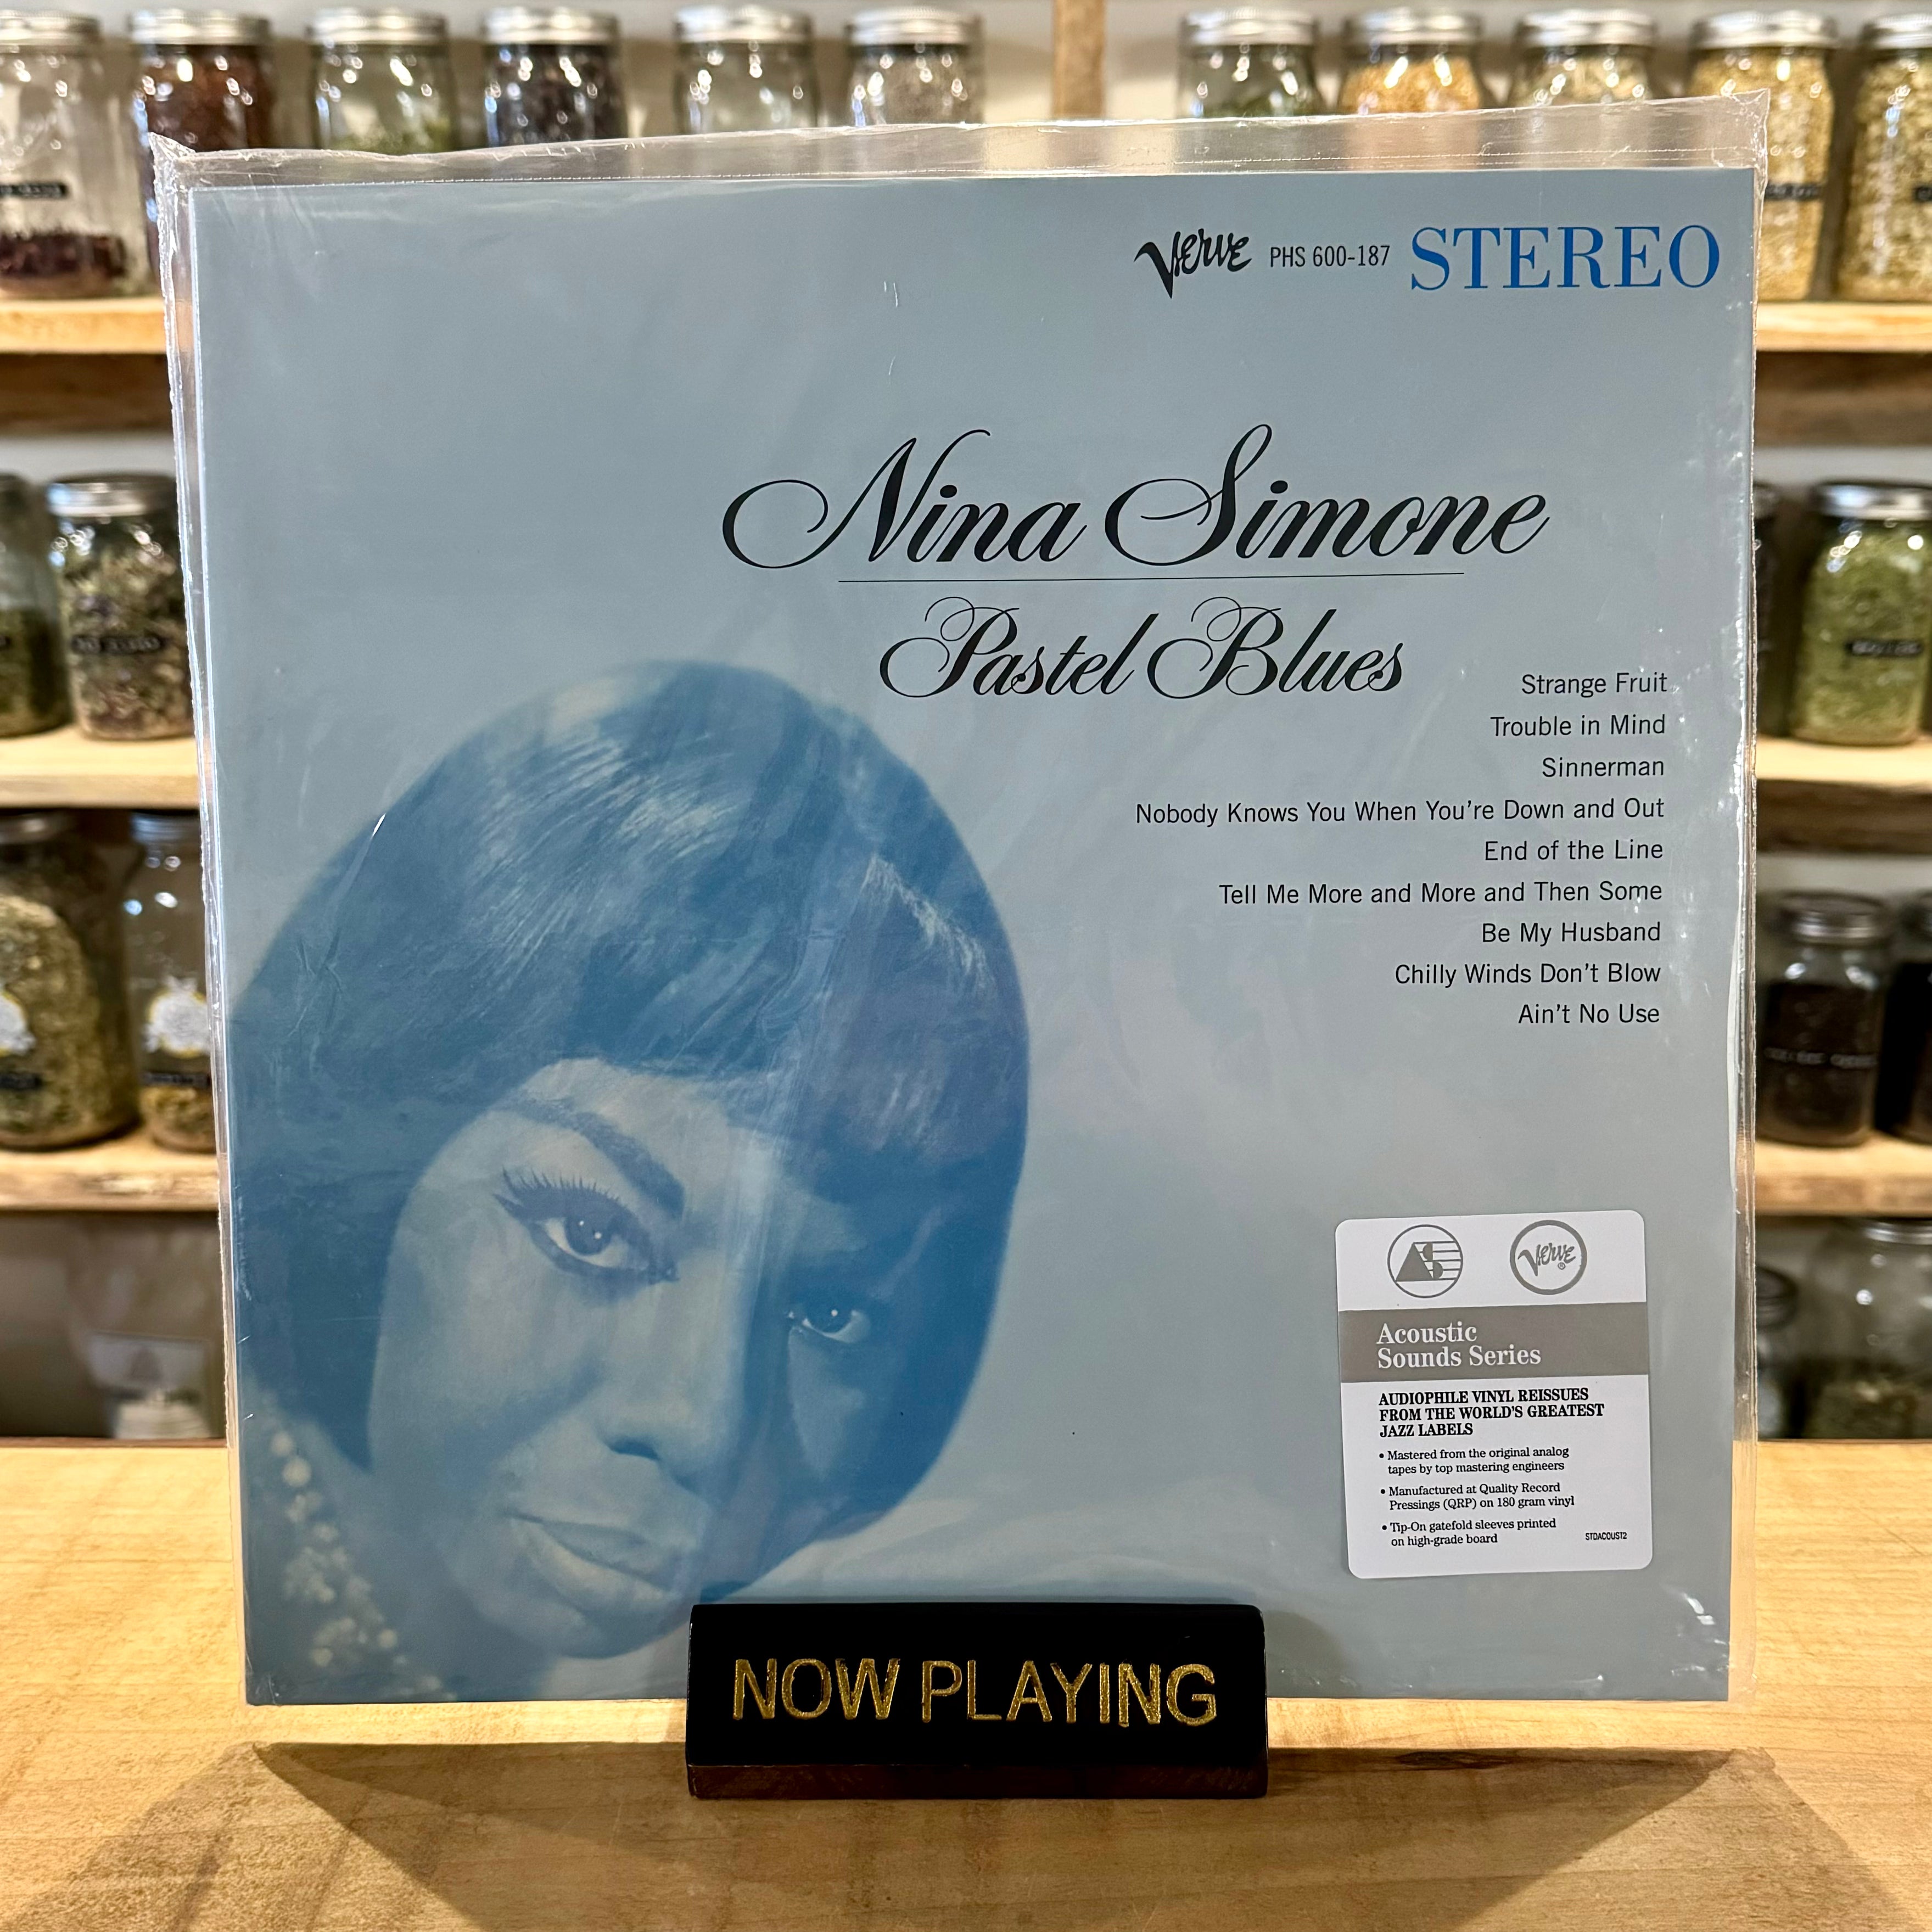 Verve PHS 600-187 STEREO
Nina Simone
Pastel Blues
Strange Fruit
Trouble in Mind
Sinnerman
Nobody Knows You When You're Down and Out
End of the Line
Tell Me More and More and Then Some
Be My Husband
Chilly Winds Don't Blow
Ain't No Use
AS Verve®
Acoustic
Sounds Series
AUDIOPHILE VINYL REISSUES
FROM THE WORLD'S GREATEST
JAZZ LABELS
• Mastered from the original analog
tapes by top mastering engineers
• Manufactured at Quality Record
Pressings (QRP) on 180 gram vinyl
• Tip-On gatefold sleeves printed
on high-grade board
STDACOUST2
NOW PLAYING